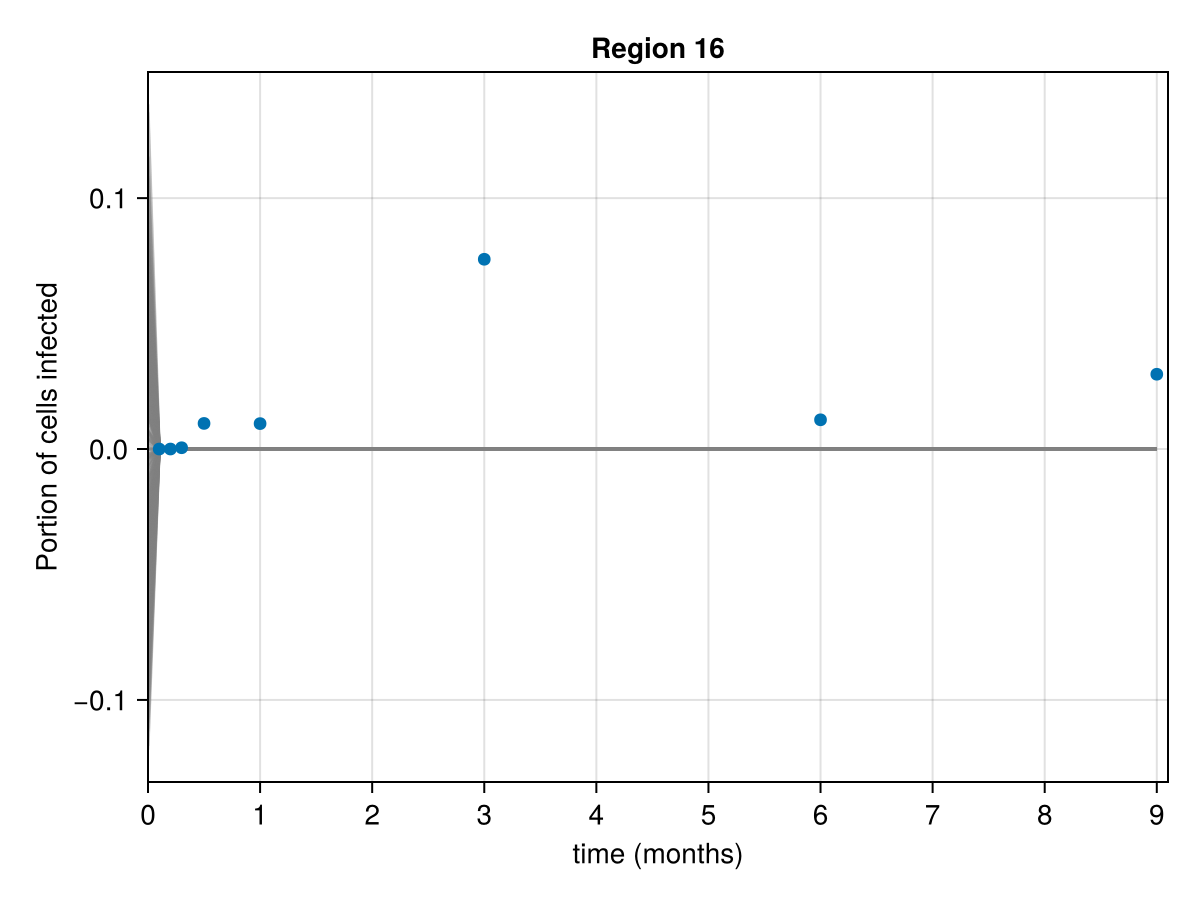 Region 16
Portion of cells infected
0.1
0.0
−0.1
0 1 2 3 4 5 6 7 8 9
time (months)